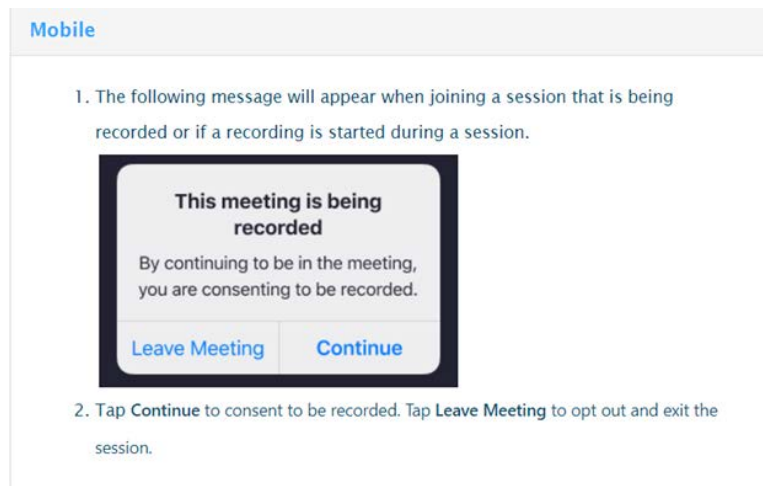 Mobile
1. The following message will appear when joining a session that is being
recorded or if a recording is started during a session.
This meeting is being
recorded
By continuing to be in the meeting,
you are consenting to be recorded.
Leave Meeting Continue
2. Tap Continue to consent to be recorded. Tap Leave Meeting to opt out and exit the
session.